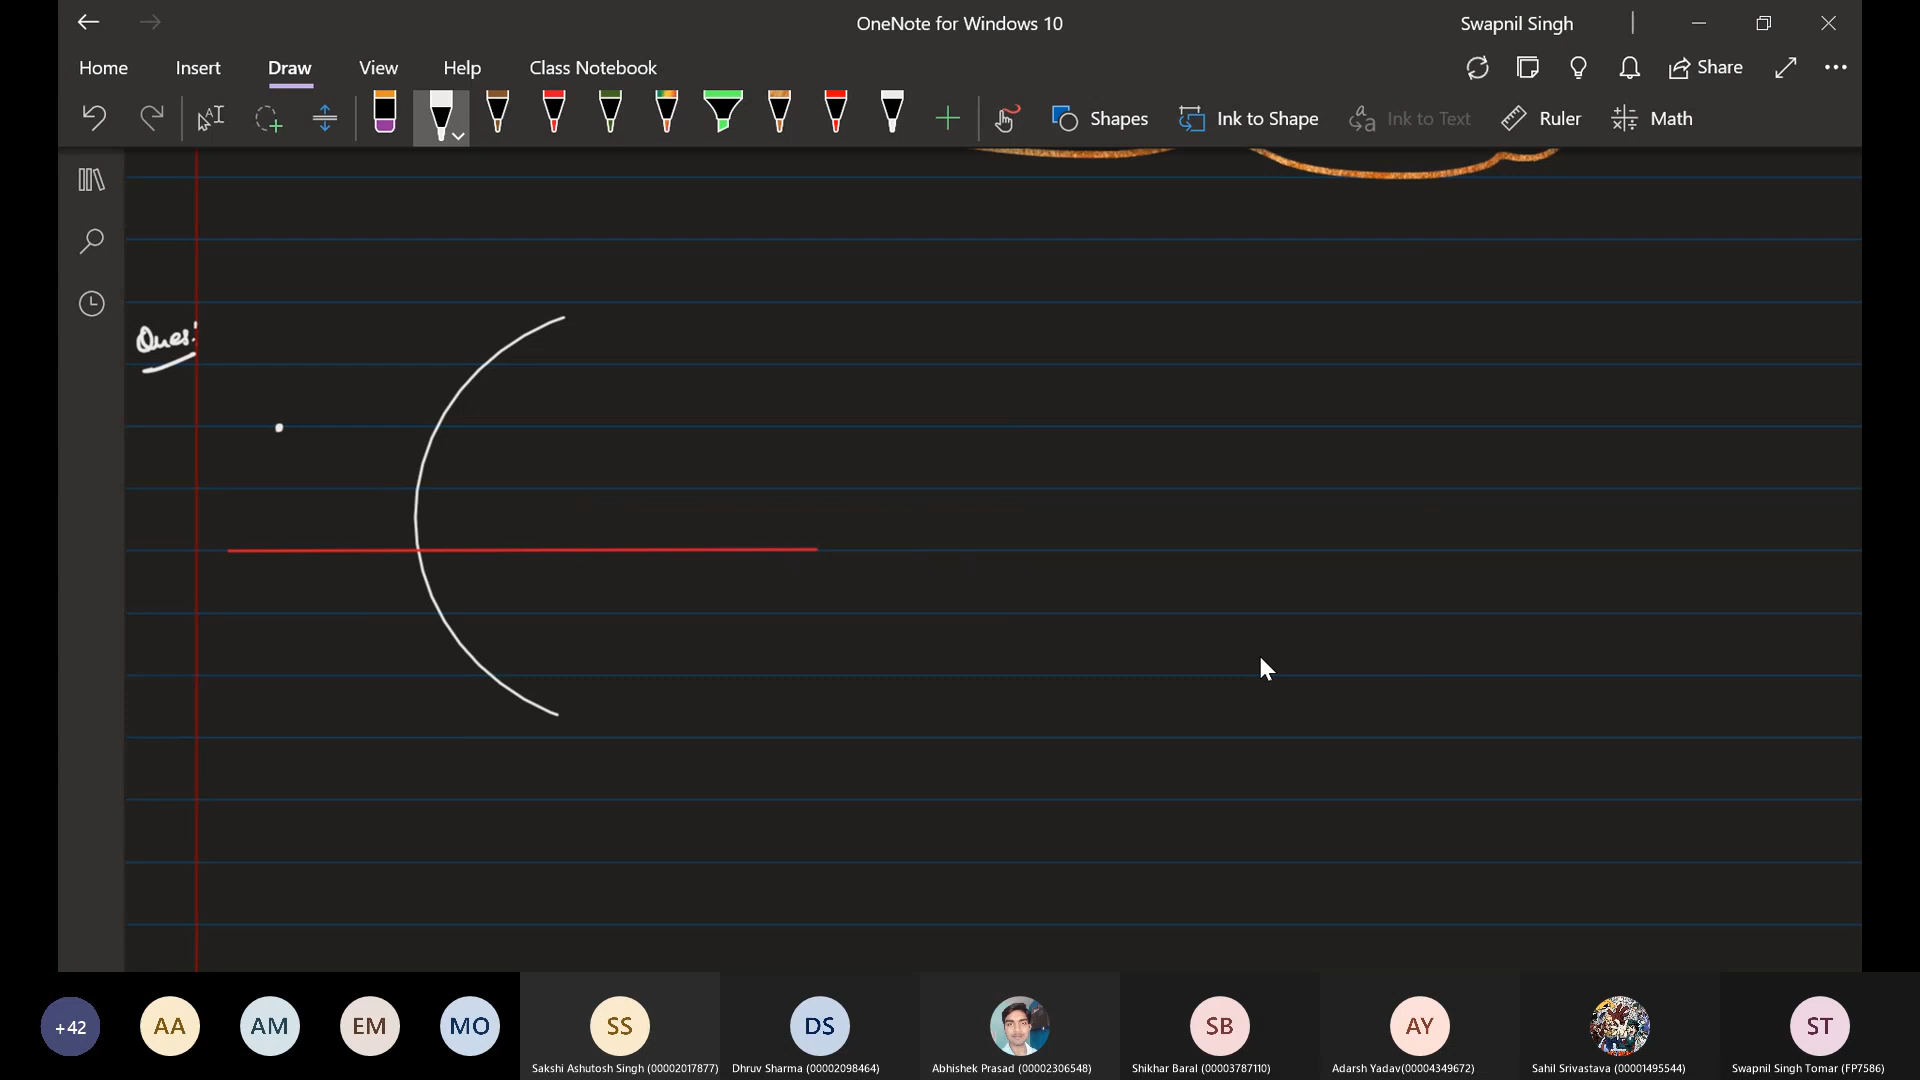 OneNote for Windows 10
Swapnil Singh
Home Insert Draw View Help Class Notebook
Share
Shapes Ink to Shape Ink to Text Ruler Math
Ques:
+42 AA AM EM MO SS DS SB AY ST
Sakshi Ashutosh Singh (00002017877) Dhruv Sharma (00002098464) Abhishek Prasad (00002306548) Shikhar Baral (00003787110) Adarsh Yadav(00004349672) Sahil Srivastava (00001495544) Swapnil Singh Tomar (FP7586)